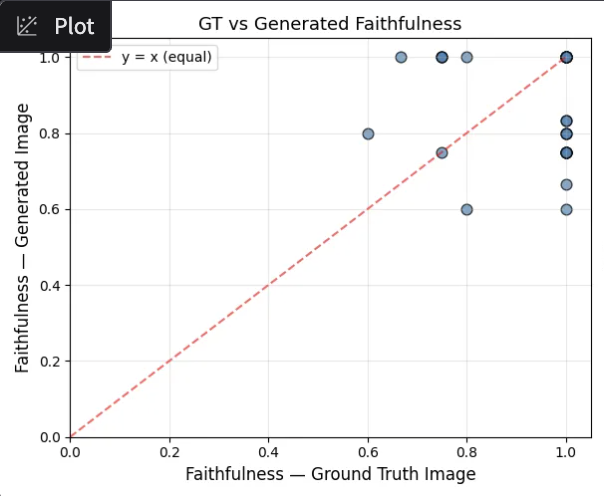 Plot
GT vs Generated Faithfulness
y = x (equal)
1.0
0.8
0.6
0.4
0.2
0.0
Faithfulness — Generated Image
0.0 0.2 0.4 0.6 0.8 1.0
Faithfulness — Ground Truth Image